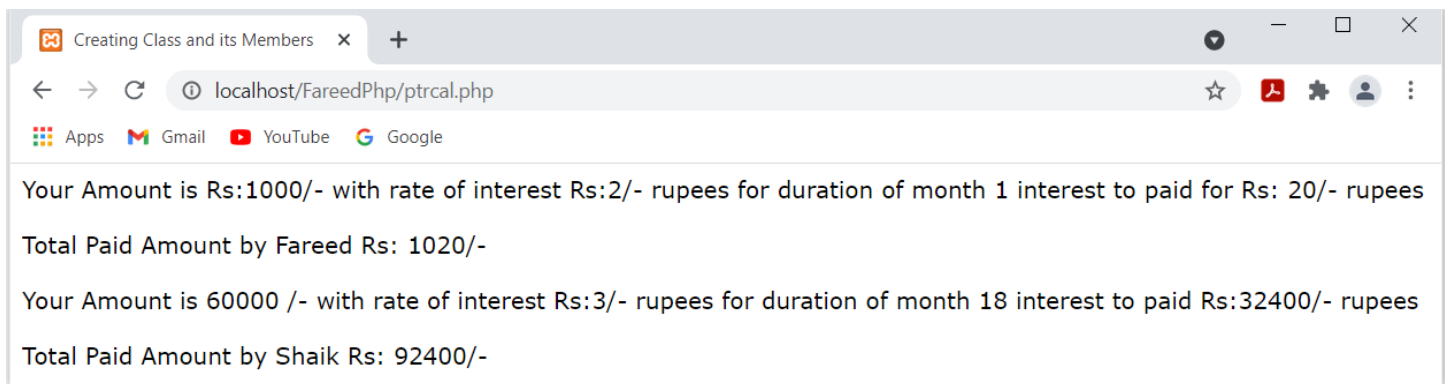 Creating Class and its Members
localhost/FareedPhp/ptrcal.php
Apps Gmail YouTube Google
Your Amount is Rs:1000/- with rate of interest Rs:2/- rupees for duration of month 1 interest to paid for Rs: 20/- rupees
Total Paid Amount by Fareed Rs: 1020/-
Your Amount is 60000 /- with rate of interest Rs:3/- rupees for duration of month 18 interest to paid Rs:32400/- rupees
Total Paid Amount by Shaik Rs: 92400/-